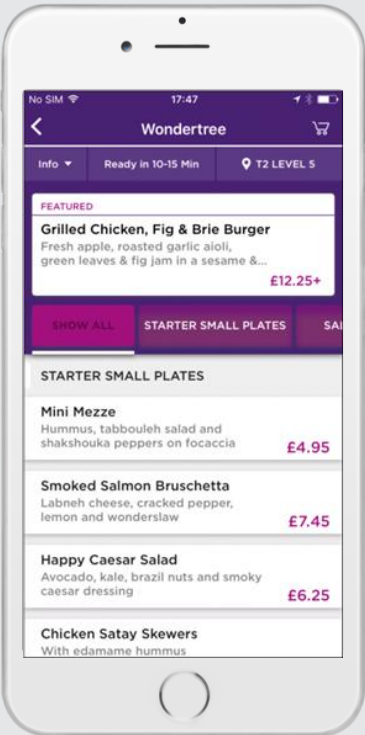 No SIM 17:47
Wondertree
Info Ready in 10-15 Min T2 LEVEL 5
FEATURED
Grilled Chicken, Fig & Brie Burger
Fresh apple, roasted garlic aioli,
green leaves & fig jam in a sesame &...
£12.25+
SHOW ALL STARTER SMALL PLATES SAL
STARTER SMALL PLATES
Mini Mezze
Hummus, tabbouleh salad and
shakshouka peppers on focaccia
£4.95
Smoked Salmon Bruschetta
Labneh cheese, cracked pepper,
lemon and wonderslaw
£7.45
Happy Caesar Salad
Avocado, kale, brazil nuts and smoky
caesar dressing
£6.25
Chicken Satay Skewers
With edamame hummus